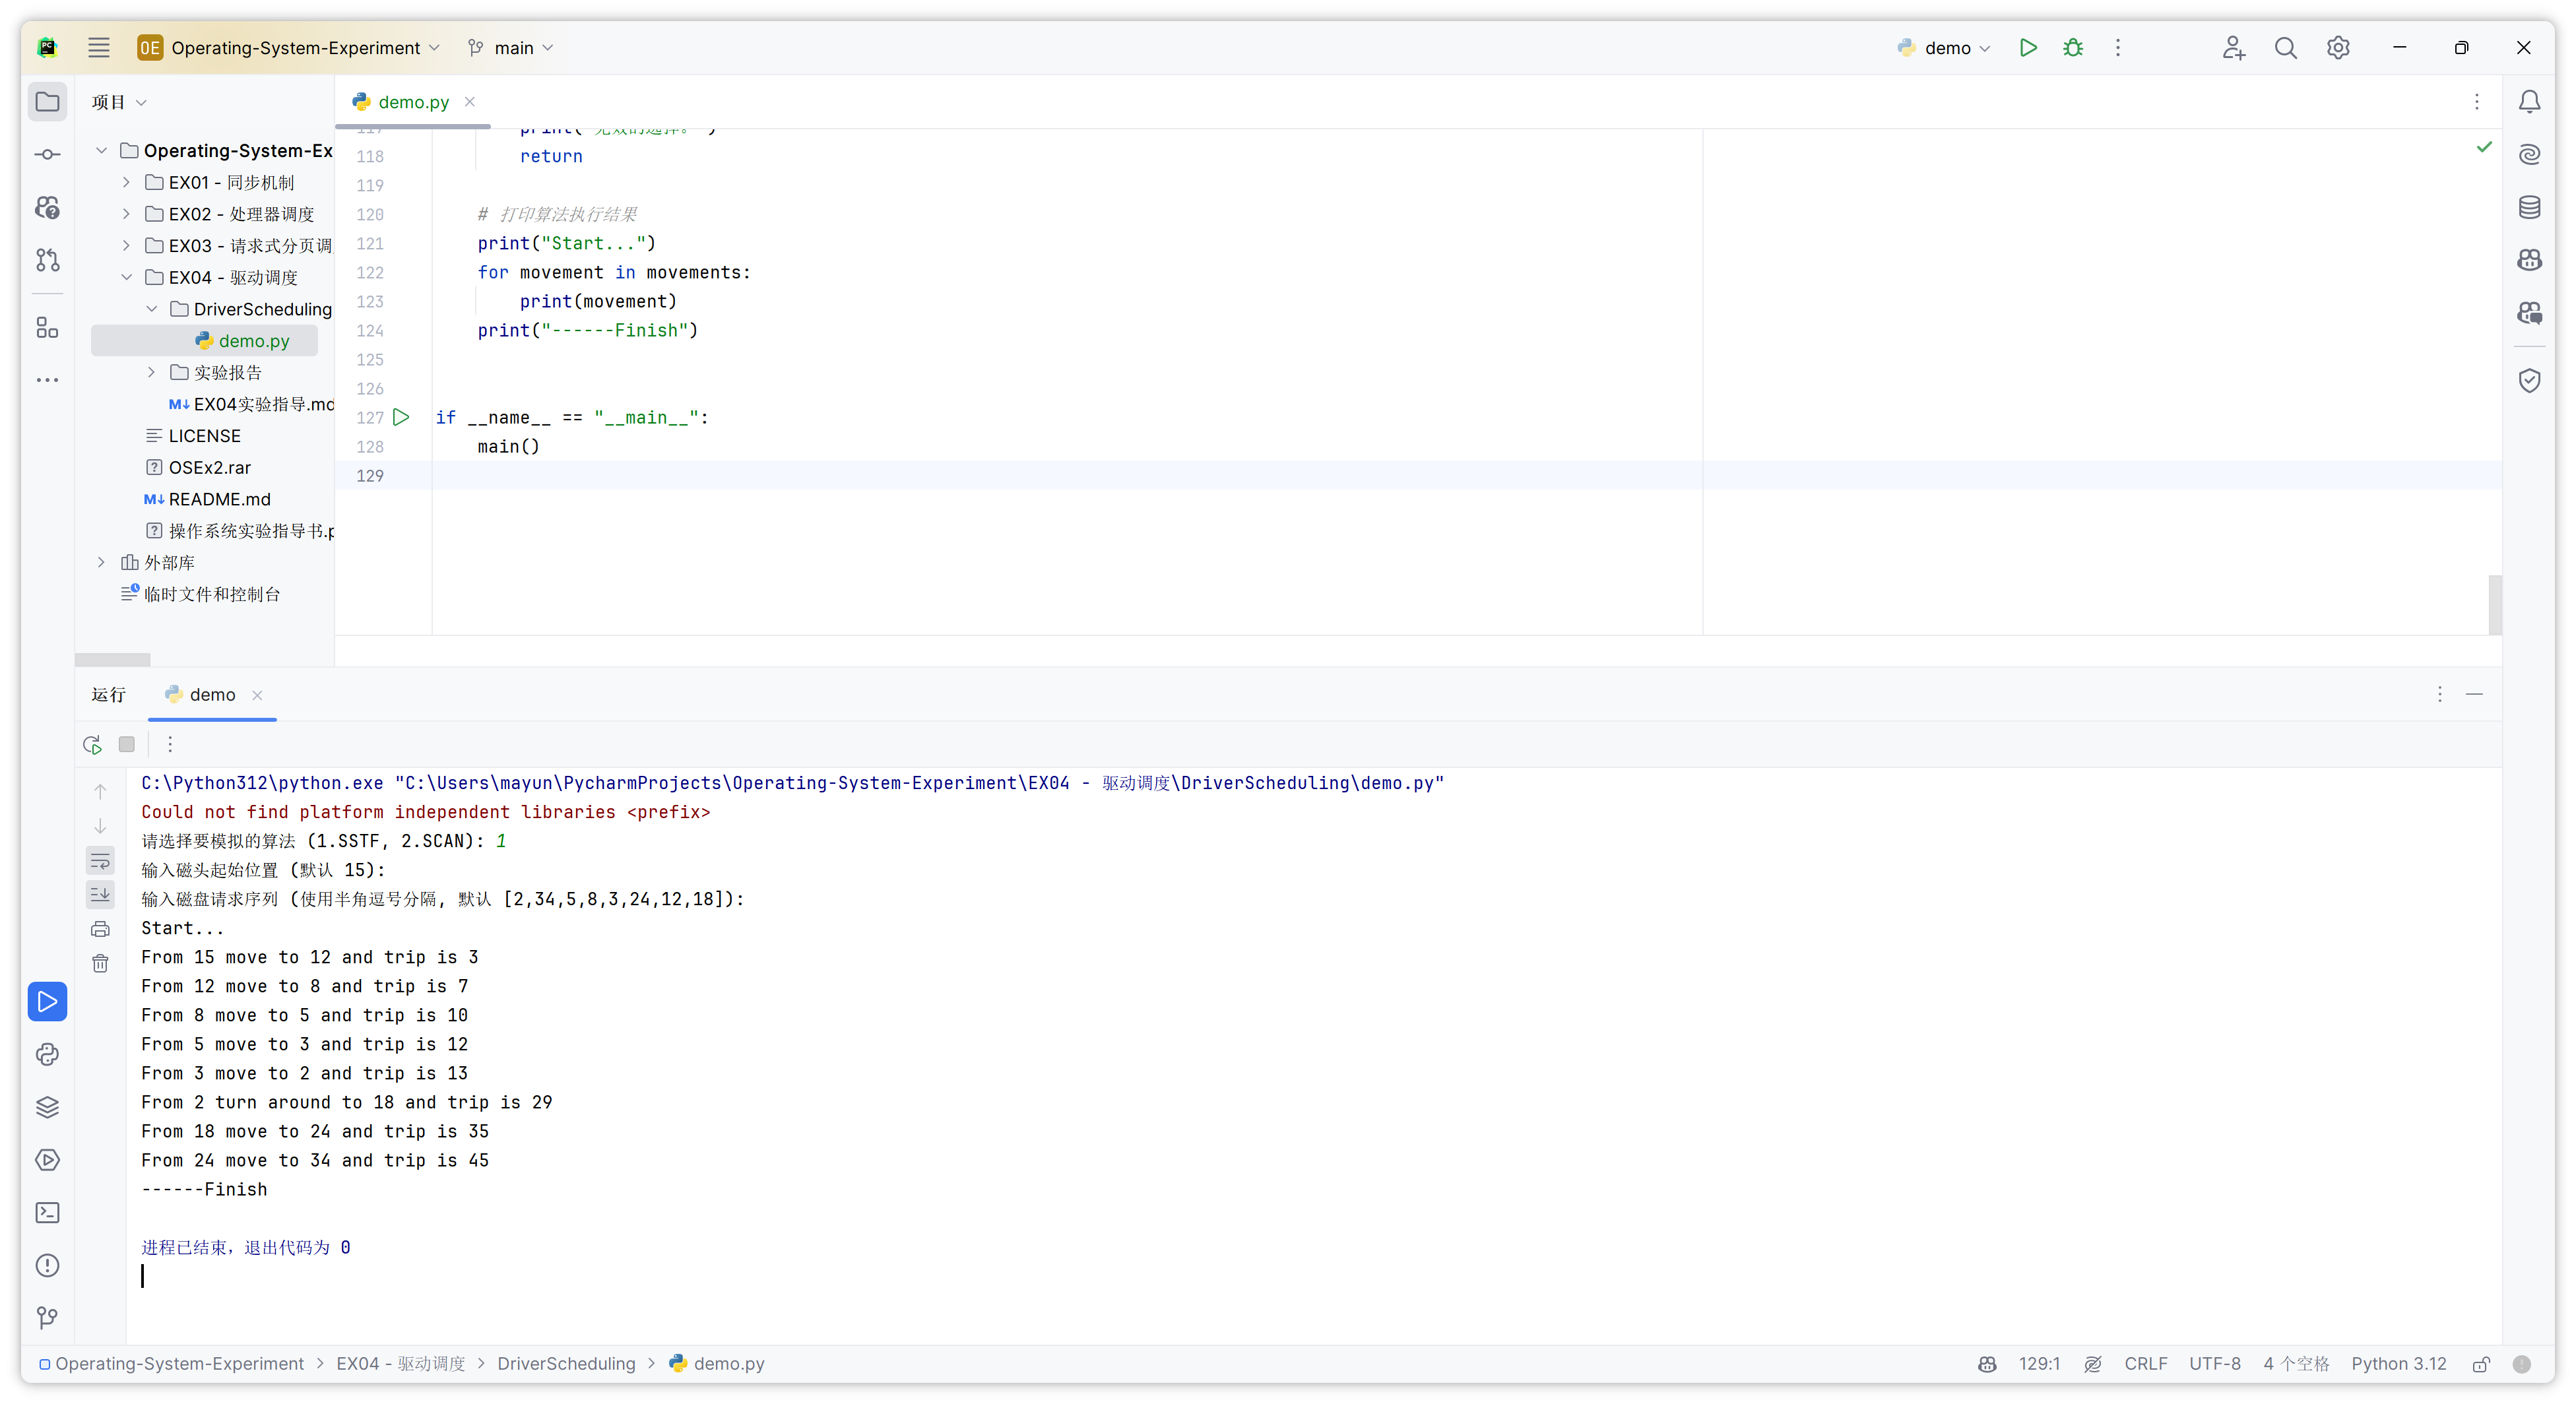 OE Operating-System-Experiment main demo
项目
demo.py
Operating-System-Ex
EX01 - 同步机制
EX02 - 处理器调度
EX03 - 请求式分页调
EX04 - 驱动调度
DriverScheduling
demo.py
实验报告
EX04实验指导.md
LICENSE
OSEx2.rar
README.md
操作系统实验指导书.p
外部库
临时文件和控制台
118 return
119
120 # 打印算法执行结果
121 print("Start...")
122 for movement in movements:
123 print(movement)
124 print("------Finish")
125
126
127 if __name__ == "__main__":
128 main()
129
运行 demo
C:\Python312\python.exe "C:\Users\mayun\PycharmProjects\Operating-System-Experiment\EX04 - 驱动调度\DriverScheduling\demo.py"
Could not find platform independent libraries <prefix>
请选择要模拟的算法 (1.SSTF, 2.SCAN): 1
输入磁头起始位置 (默认 15):
输入磁盘请求序列 (使用半角逗号分隔, 默认 [2,34,5,8,3,24,12,18]):
Start...
From 15 move to 12 and trip is 3
From 12 move to 8 and trip is 7
From 8 move to 5 and trip is 10
From 5 move to 3 and trip is 12
From 3 move to 2 and trip is 13
From 2 turn around to 18 and trip is 29
From 18 move to 24 and trip is 35
From 24 move to 34 and trip is 45
------Finish
进程已结束，退出代码为 0
Operating-System-Experiment > EX04 - 驱动调度 > DriverScheduling > demo.py
129:1 CRLF UTF-8 4 个空格 Python 3.12